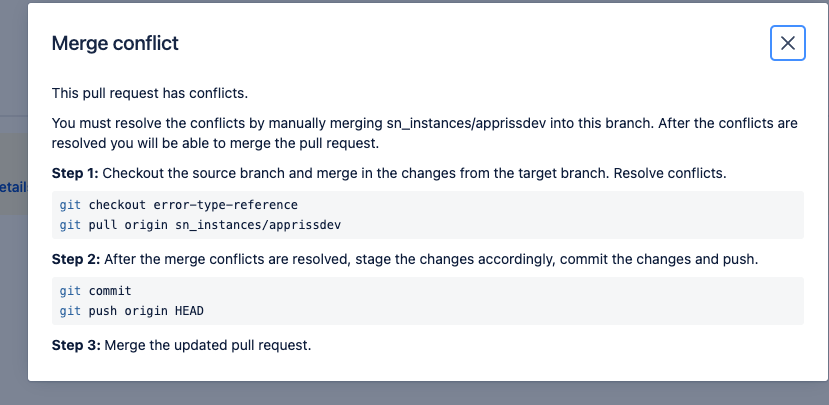 Merge conflict
This pull request has conflicts.
You must resolve the conflicts by manually merging sn_instances/apprissdev into this branch. After the conflicts are
resolved you will be able to merge the pull request.
Step 1: Checkout the source branch and merge in the changes from the target branch. Resolve conflicts.
etail
git checkout error-type-reference
git pull origin sn_instances/apprissdev
Step 2: After the merge conflicts are resolved, stage the changes accordingly, commit the changes and push.
git commit
git push origin HEAD
Step 3: Merge the updated pull request.